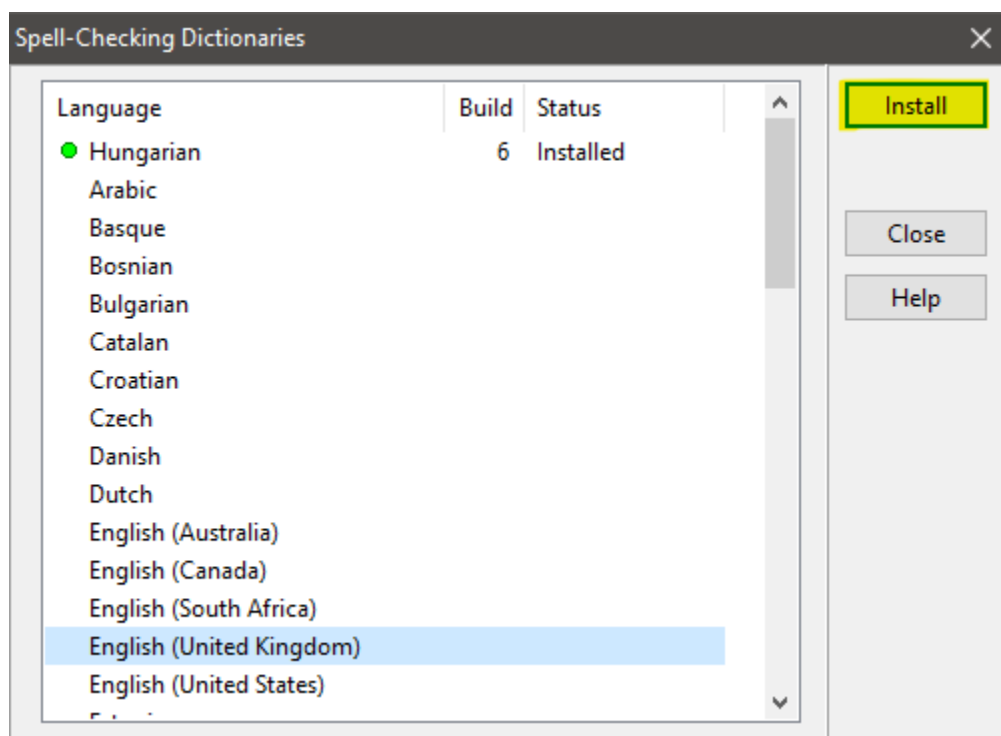 Spell-Checking Dictionaries
Language Build Status Install
Hungarian 6 Installed
Arabic
Basque Close
Bosnian
Bulgarian Help
Catalan
Croatian
Czech
Danish
Dutch
English (Australia)
English (Canada)
English (South Africa)
English (United Kingdom)
English (United States)